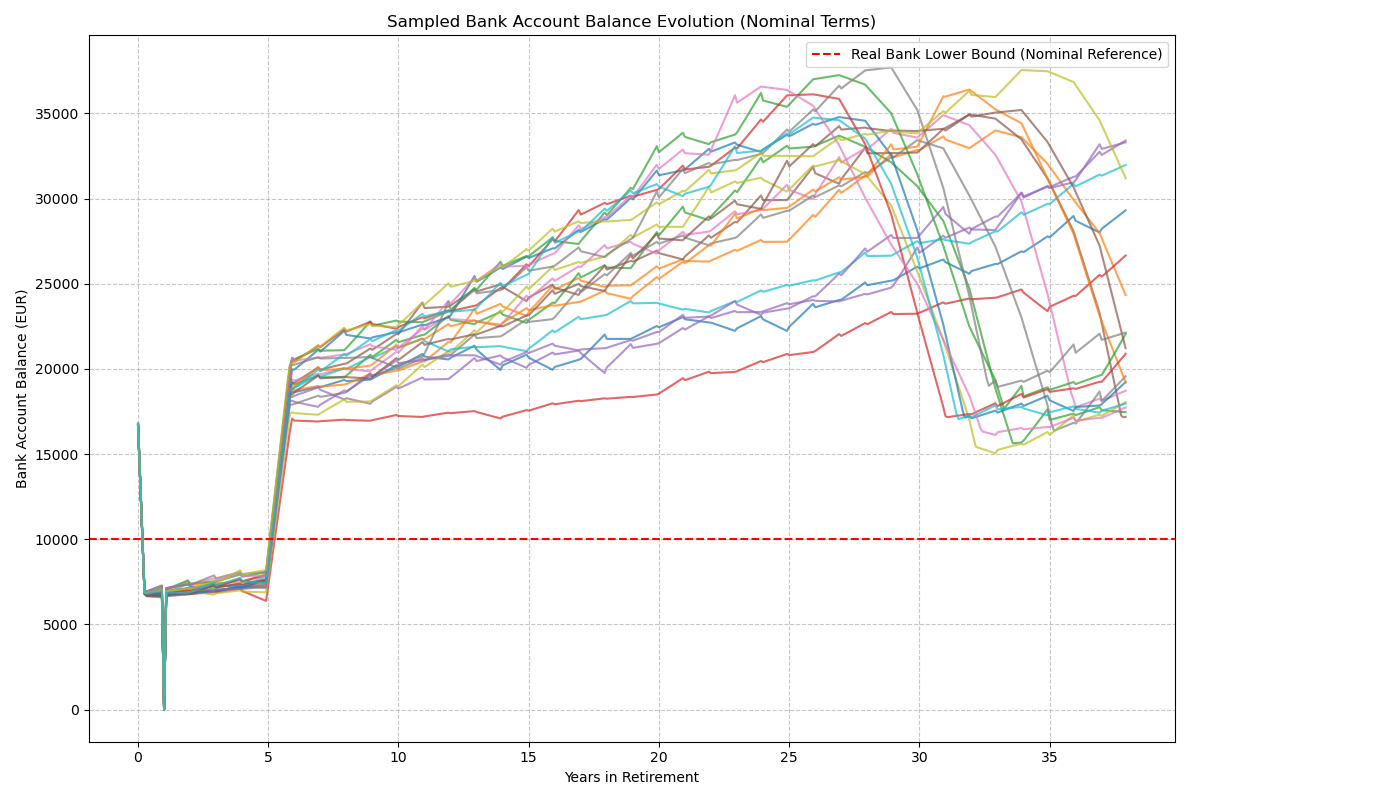 Sampled Bank Account Balance Evolution (Nominal Terms)
Real Bank Lower Bound (Nominal Reference)
Bank Account Balance (EUR)
35000
30000
25000
20000
15000
10000
5000
0
0 5 10 15 20 25 30 35
Years in Retirement